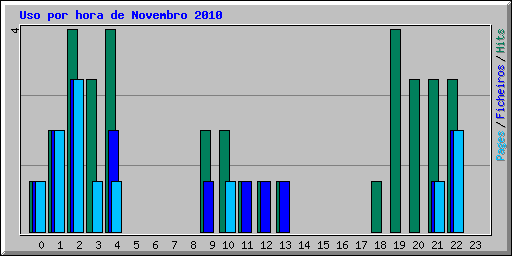 Uso por hora de Novembro 2010
4
Pages / Ficheiros / Hits
0 1 2 3 4 5 6 7 8 9 10 11 12 13 14 15 16 17 18 19 20 21 22 23